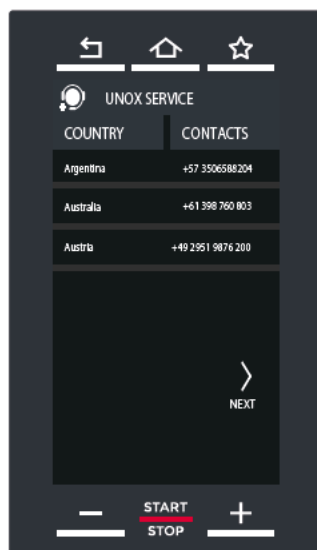 UNOX SERVICE
COUNTRY CONTACTS
Argentina +57 3506588204
Australia +61 398 760 803
Austria +49 2951 9876 200
NEXT
START
STOP